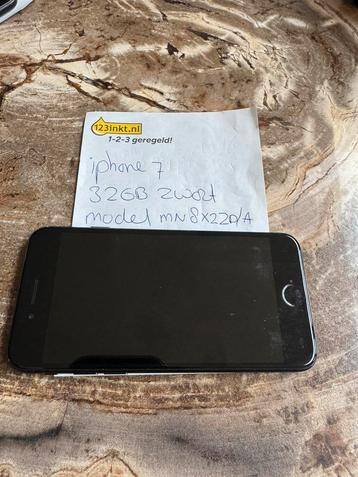 123inkt.nl
1-2-3 geregeld!
iphone 7
32GB zwart
model MN8X2ZD/A